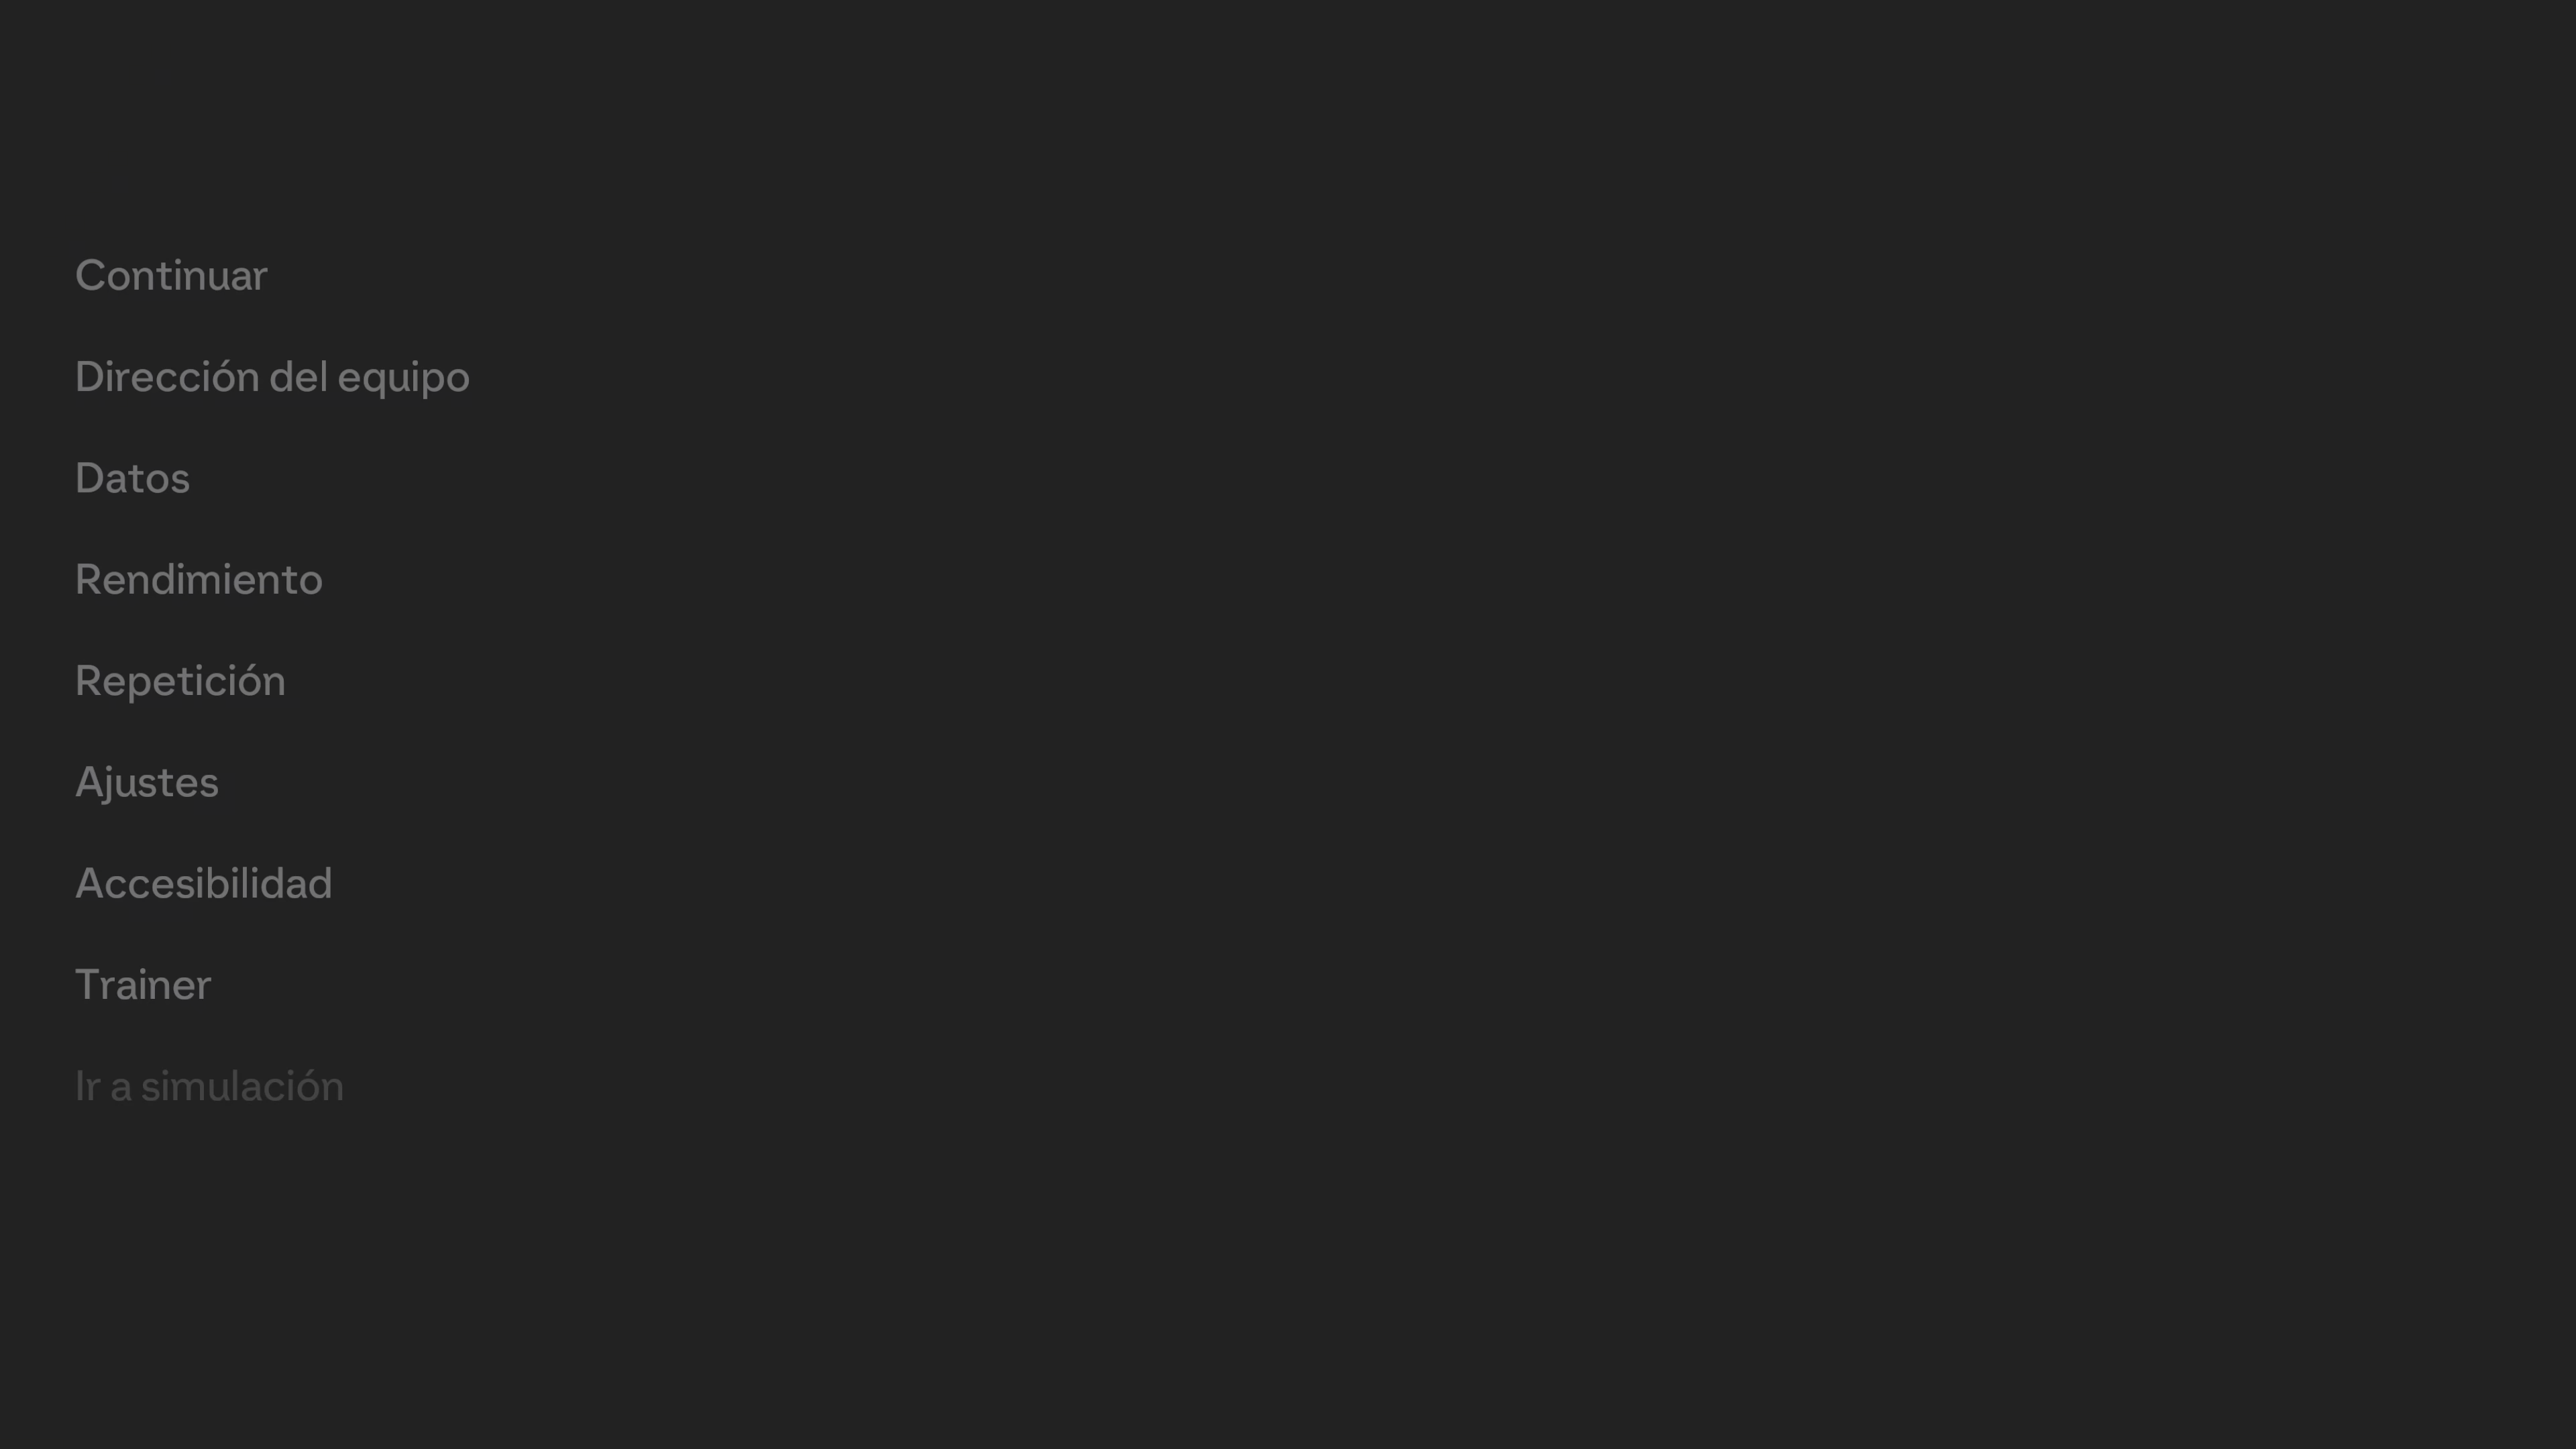 Continuar
Dirección del equipo
Datos
Rendimiento
Repetición
Ajustes
Accesibilidad
Trainer
Ir a simulación